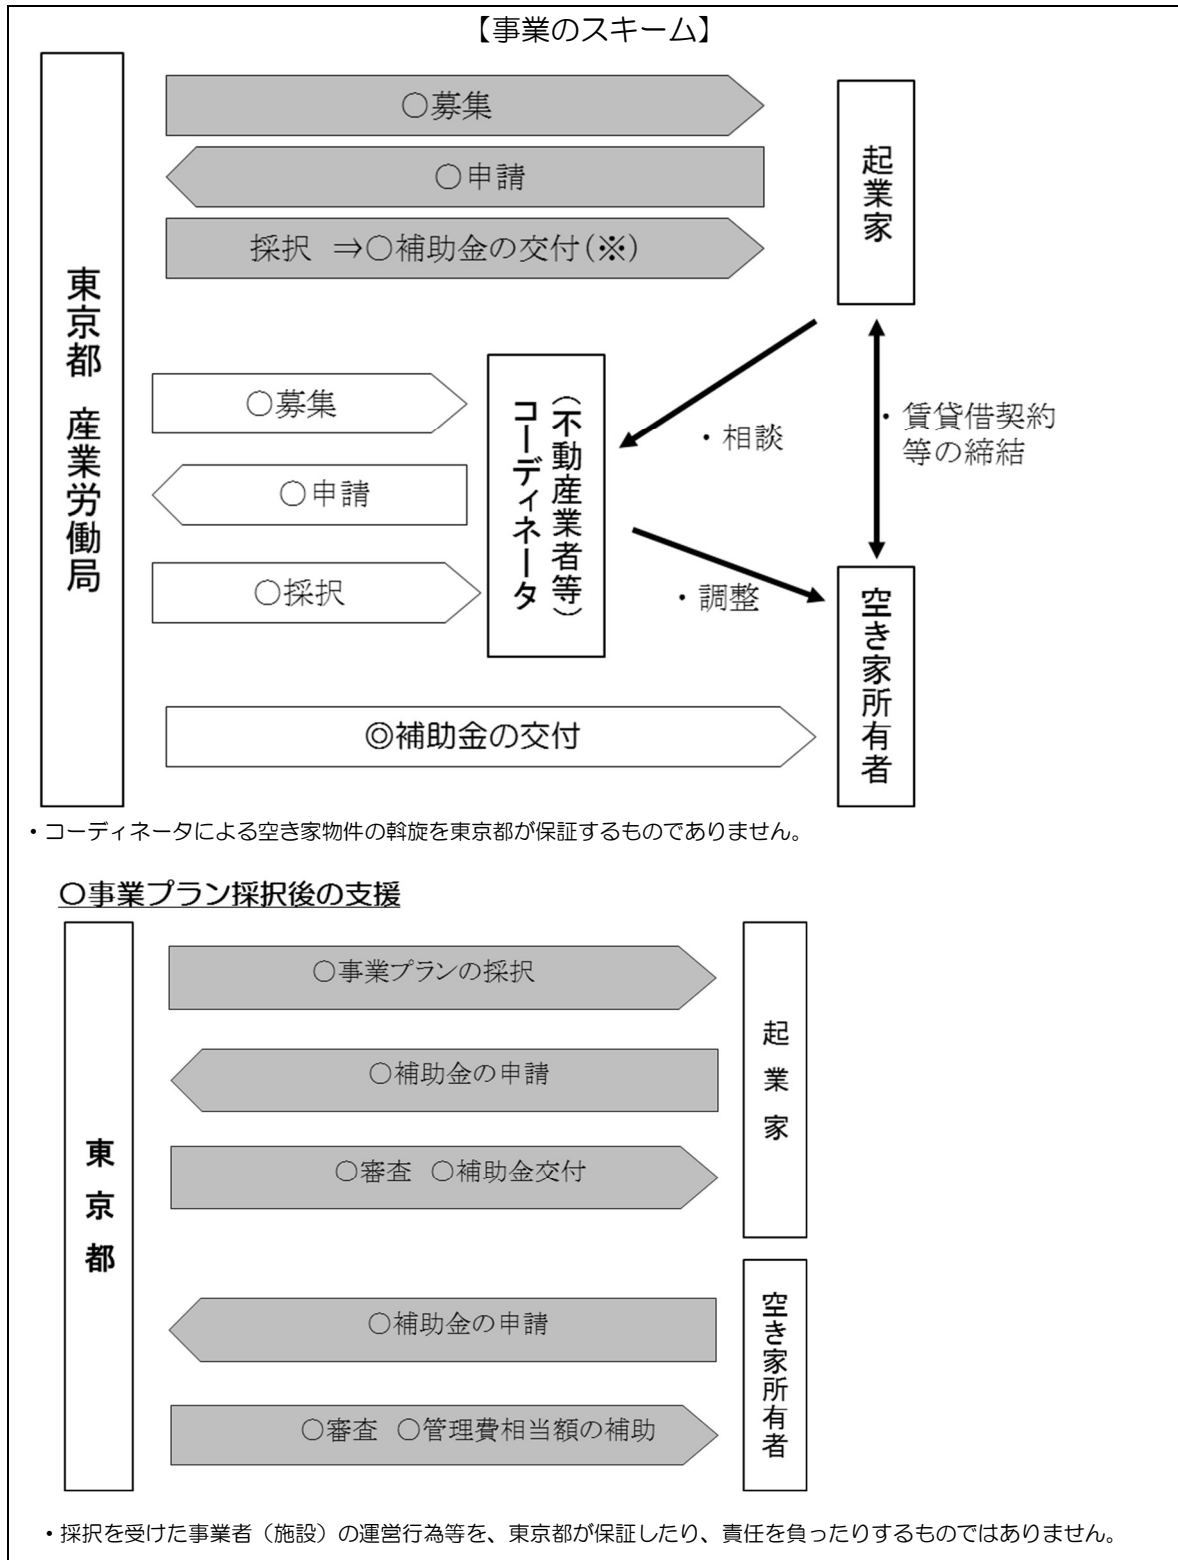 【事業のスキーム】
東京都 産業労働局
○募集
○申請
採択 ⇒○補助金の交付(※)
起業家
○募集
○申請
○採択
(不動産業者等)
コーディネータ
・相談
・調整
・賃貸借契約
等の締結
◎補助金の交付
空き家所有者
・コーディネータによる空き家物件の斡旋を東京都が保証するものでありません。
○事業プラン採択後の支援
東京都
○事業プランの採択
○補助金の申請
○審査 ○補助金交付
起業家
○補助金の申請
○審査 ○管理費相当額の補助
空き家所有者
・採択を受けた事業者（施設）の運営行為等を、東京都が保証したり、責任を負ったりするものではありません。